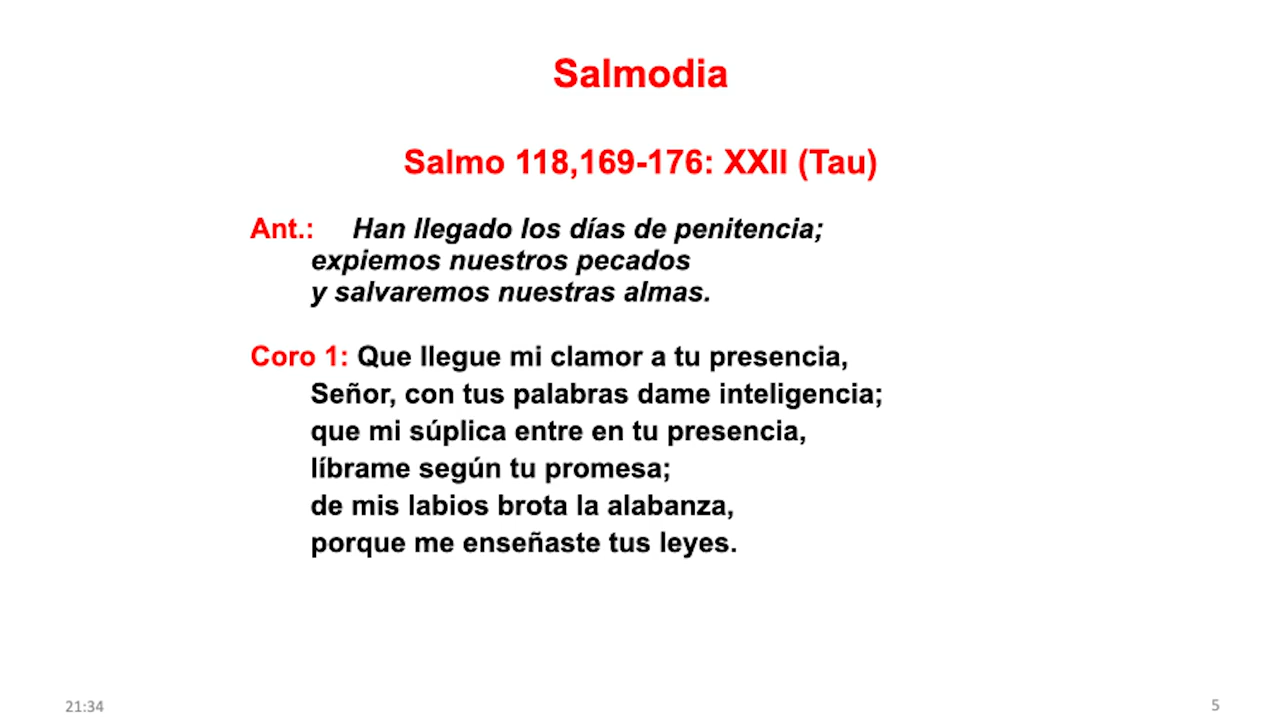 Salmodia
Salmo 118,169-176: XXII (Tau)
Ant.: Han llegado los días de penitencia;
expiemos nuestros pecados
y salvaremos nuestras almas.
Coro 1: Que llegue mi clamor a tu presencia,
Señor, con tus palabras dame inteligencia;
que mi súplica entre en tu presencia,
líbrame según tu promesa;
de mis labios brota la alabanza,
porque me enseñaste tus leyes.
21:34
5